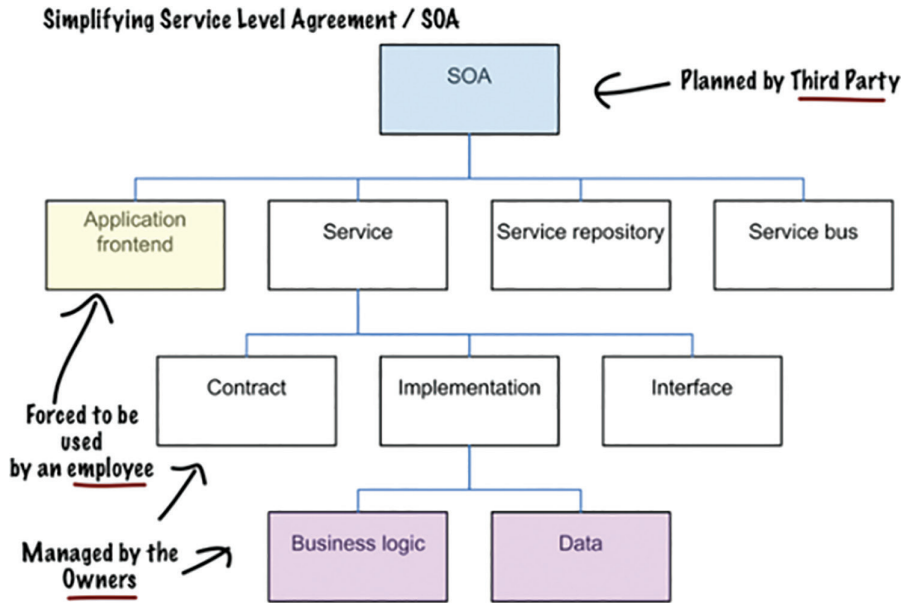 Simplifying Service Level Agreement / SOA
SOA
Planned by Third Party
Application
frontend
Service
Service repository
Service bus
Contract
Implementation
Interface
Forced to be
used
by an employee
Managed by the
Owners
Business logic
Data